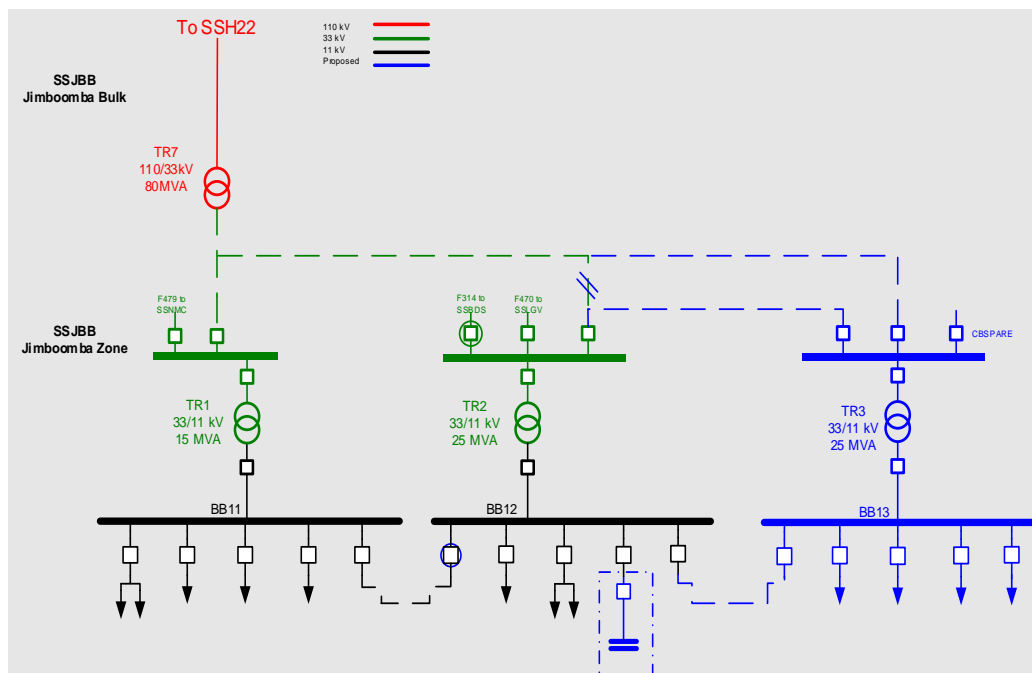 To SSH22
110 kV
33 kV
11 kV
Proposed
SSJBB
Jimboomba Bulk
TR7
110/33kV
80MVA
F479 to
SSNMC
F314 to
SSBDS
F470 to
SSLGV
CBSPARE
SSJBB
Jimboomba Zone
TR1
33/11 kV
15 MVA
TR2
33/11 kV
25 MVA
TR3
33/11 kV
25 MVA
BB11
BB12
BB13